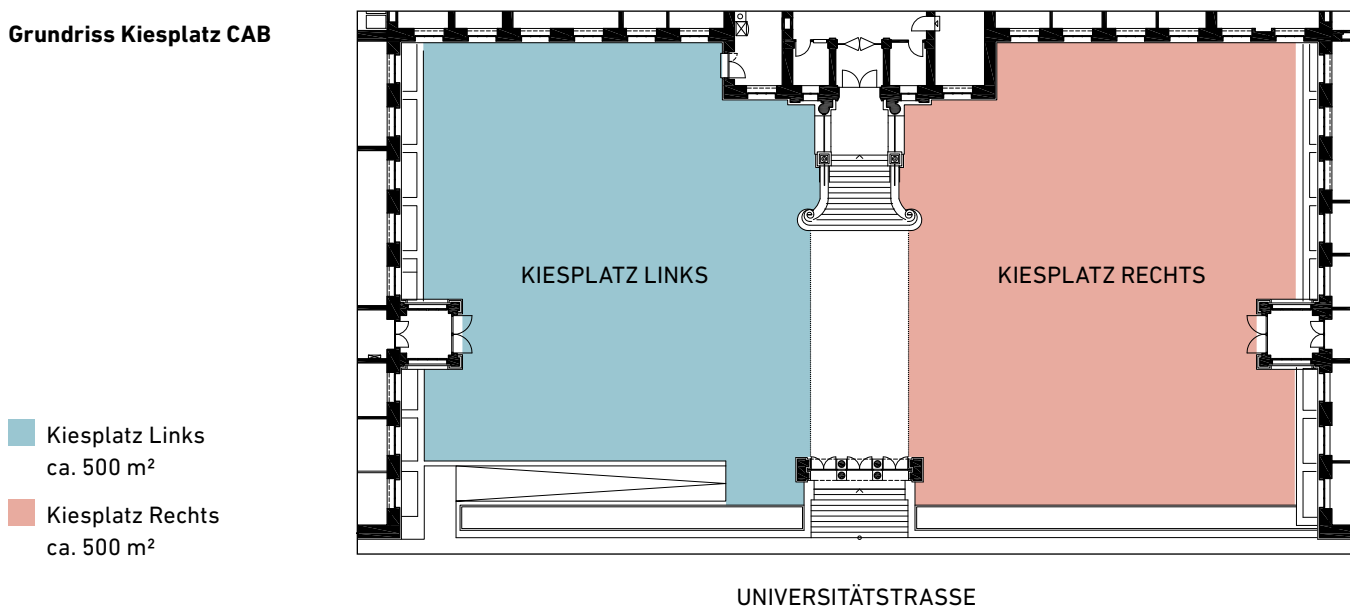 Grundriss Kiesplatz CAB
KIESPLATZ LINKS
KIESPLATZ RECHTS
Kiesplatz Links
ca. 500 m²
Kiesplatz Rechts
ca. 500 m²
UNIVERSITÄTSTRASSE